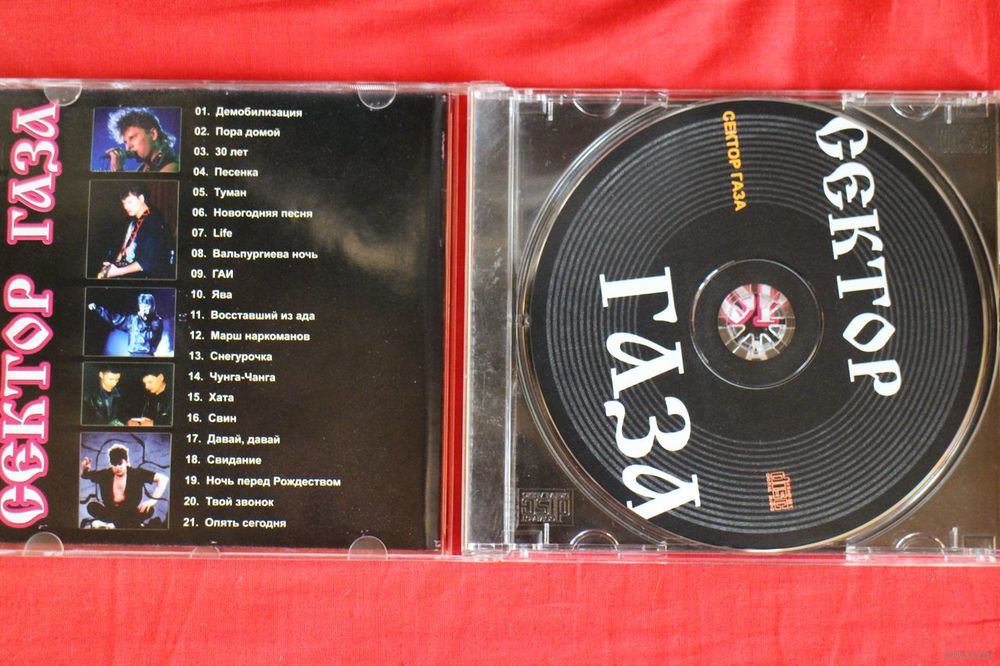 СЕКТОР ГАЗА
01. Демобилизация
02. Пора домой
03. 30 лет
04. Песенка
05. Туман
06. Новогодняя песня
07. Life
08. Вальпургиева ночь
09. ГАИ
10. Ява
11. Восставший из ада
12. Марш наркоманов
13. Снегурочка
14. Чунга-Чанга
15. Хата
16. Свин
17. Давай, давай
18. Свидание
19. Ночь перед Рождеством
20. Твой звонок
21. Опять сегодня
СЕКТОР ГАЗА
СЕКТОР
ГАЗА
disc